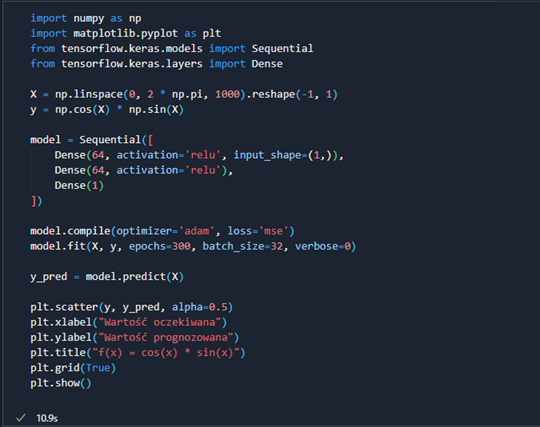 import numpy as np
import matplotlib.pyplot as plt
from tensorflow.keras.models import Sequential
from tensorflow.keras.layers import Dense

X = np.linspace(0, 2 * np.pi, 1000).reshape(-1, 1)
y = np.cos(X) * np.sin(X)

model = Sequential([
    Dense(64, activation='relu', input_shape=(1,)),
    Dense(64, activation='relu'),
    Dense(1)
])

model.compile(optimizer='adam', loss='mse')
model.fit(X, y, epochs=300, batch_size=32, verbose=0)

y_pred = model.predict(X)

plt.scatter(y, y_pred, alpha=0.5)
plt.xlabel("Wartość oczekiwana")
plt.ylabel("Wartość prognozowana")
plt.title("f(x) = cos(x) * sin(x)")
plt.grid(True)
plt.show()
10.9s